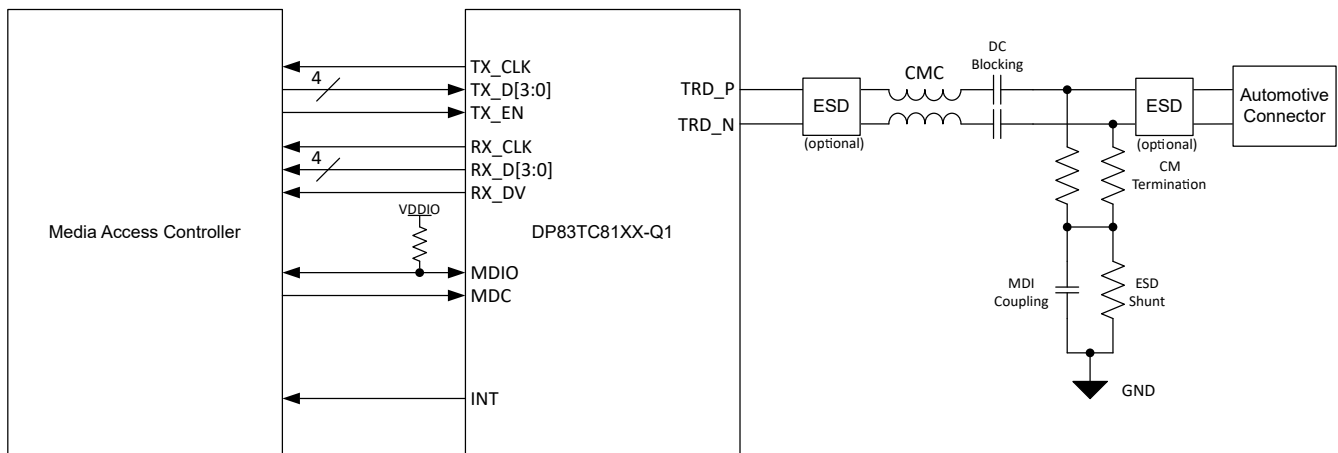 Media Access Controller
TX_CLK
4
TX_D[3:0]
TX_EN
RX_CLK
4
RX_D[3:0]
RX_DV
VDDIO
DP83TC81XX-Q1
MDIO
MDC
INT
TRD_P
TRD_N
ESD
(optional)
CMC
DC
Blocking
ESD
(optional)
Automotive
Connector
CM
Termination
MDI
Coupling
ESD
Shunt
GND